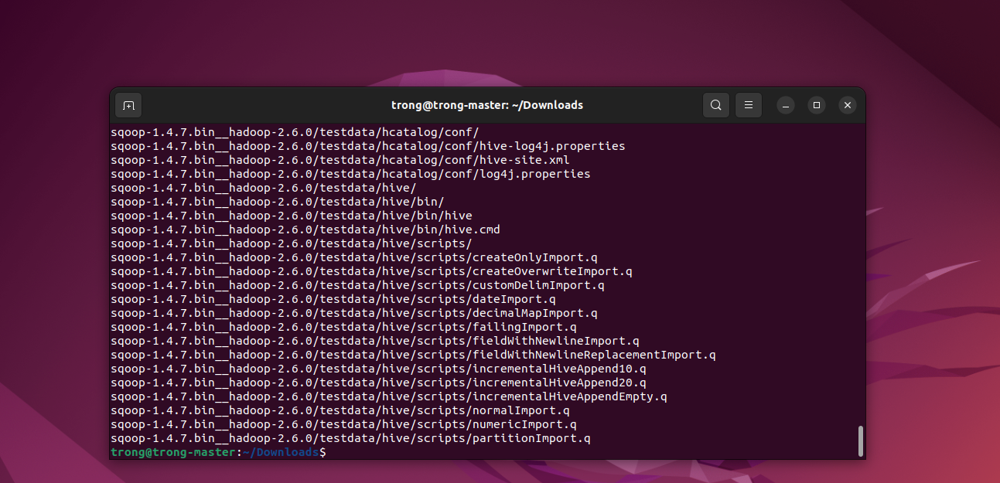 trong@trong-master: ~/Downloads
sqoop-1.4.7.bin__hadoop-2.6.0/testdata/hcatalog/conf/
sqoop-1.4.7.bin__hadoop-2.6.0/testdata/hcatalog/conf/hive-log4j.properties
sqoop-1.4.7.bin__hadoop-2.6.0/testdata/hcatalog/conf/hive-site.xml
sqoop-1.4.7.bin__hadoop-2.6.0/testdata/hcatalog/conf/log4j.properties
sqoop-1.4.7.bin__hadoop-2.6.0/testdata/hive/
sqoop-1.4.7.bin__hadoop-2.6.0/testdata/hive/bin/
sqoop-1.4.7.bin__hadoop-2.6.0/testdata/hive/bin/hive
sqoop-1.4.7.bin__hadoop-2.6.0/testdata/hive/bin/hive.cmd
sqoop-1.4.7.bin__hadoop-2.6.0/testdata/hive/scripts/
sqoop-1.4.7.bin__hadoop-2.6.0/testdata/hive/scripts/createOnlyImport.q
sqoop-1.4.7.bin__hadoop-2.6.0/testdata/hive/scripts/createOverwriteImport.q
sqoop-1.4.7.bin__hadoop-2.6.0/testdata/hive/scripts/customDelimImport.q
sqoop-1.4.7.bin__hadoop-2.6.0/testdata/hive/scripts/dateImport.q
sqoop-1.4.7.bin__hadoop-2.6.0/testdata/hive/scripts/decimalMapImport.q
sqoop-1.4.7.bin__hadoop-2.6.0/testdata/hive/scripts/failingImport.q
sqoop-1.4.7.bin__hadoop-2.6.0/testdata/hive/scripts/fieldWithNewlineImport.q
sqoop-1.4.7.bin__hadoop-2.6.0/testdata/hive/scripts/fieldWithNewlineReplacementImport.q
sqoop-1.4.7.bin__hadoop-2.6.0/testdata/hive/scripts/incrementalHiveAppend10.q
sqoop-1.4.7.bin__hadoop-2.6.0/testdata/hive/scripts/incrementalHiveAppend20.q
sqoop-1.4.7.bin__hadoop-2.6.0/testdata/hive/scripts/incrementalHiveAppendEmpty.q
sqoop-1.4.7.bin__hadoop-2.6.0/testdata/hive/scripts/normalImport.q
sqoop-1.4.7.bin__hadoop-2.6.0/testdata/hive/scripts/numericImport.q
sqoop-1.4.7.bin__hadoop-2.6.0/testdata/hive/scripts/partitionImport.q
trong@trong-master:~/Downloads$